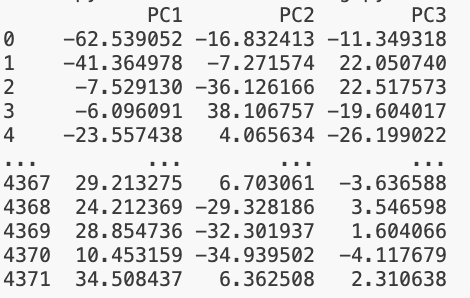 PC1 PC2 PC3
0 -62.539052 -16.832413 -11.349318
1 -41.364978 -7.271574 22.050740
2 -7.529130 -36.126166 22.517573
3 -6.096091 38.106757 -19.604017
4 -23.557438 4.065634 -26.199022
... ... ... ...
4367 29.213275 6.703061 -3.636588
4368 24.212369 -29.328186 3.546598
4369 28.854736 -32.301937 1.604066
4370 10.453159 -34.939502 -4.117679
4371 34.508437 6.362508 2.310638